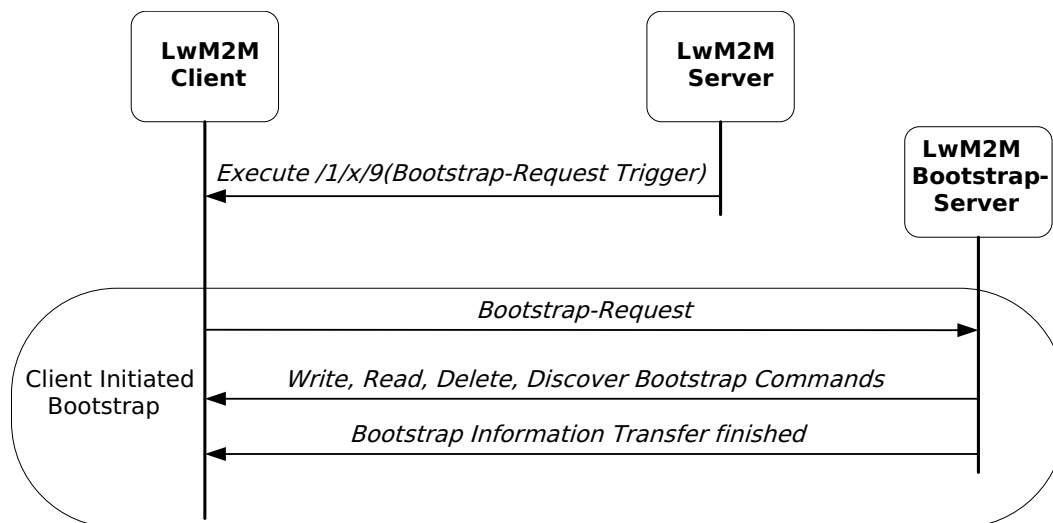 LwM2M
Client
LwM2M
Server
LwM2M
Bootstrap-
Server
Execute /1/x/9(Bootstrap-Request Trigger)
Bootstrap-Request
Client Initiated
Bootstrap
Write, Read, Delete, Discover Bootstrap Commands
Bootstrap Information Transfer finished